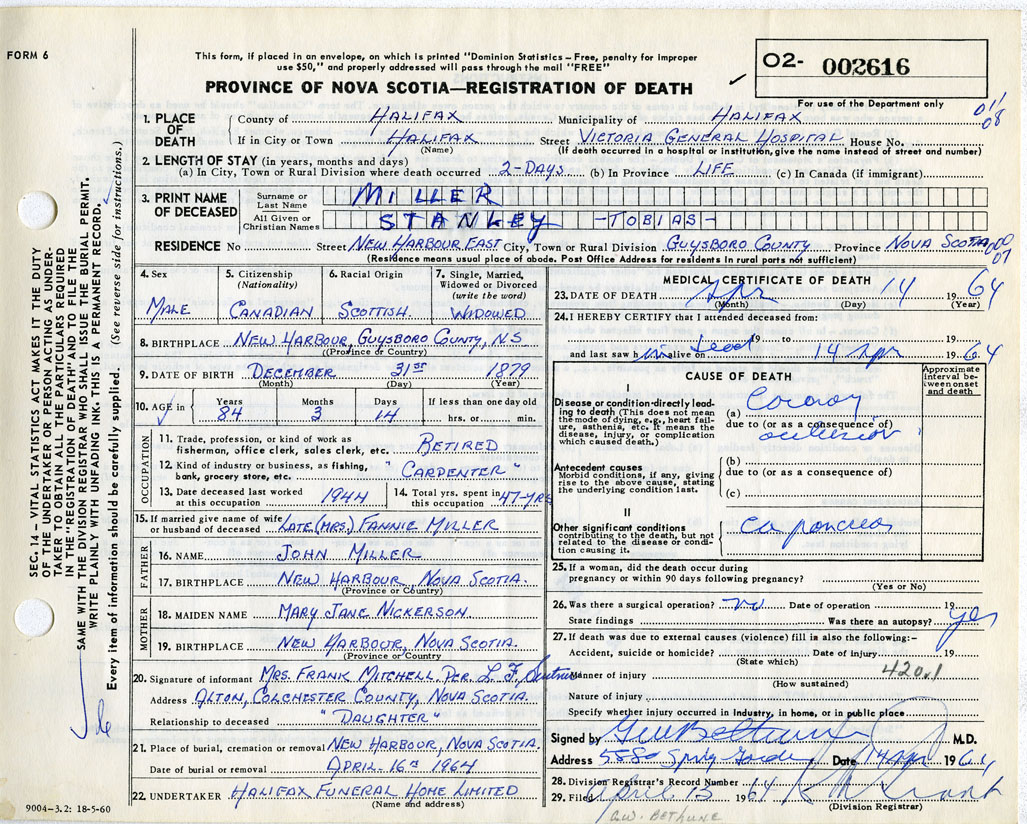 FORM 6
This form, if placed in an envelope, on which is printed "Dominion Statistics – Free, penalty for improper
use $50," and properly addressed will pass through the mail "FREE"
PROVINCE OF NOVA SCOTIA—REGISTRATION OF DEATH
O2- 002616
For use of the Department only
011
08
1. PLACE OF DEATH County of HALIFAX Municipality of HALIFAX
If in City or Town HALIFAX Street VICTORIA GENERAL HOSPITAL House No.
(Name) (If death occurred in a hospital or institution, give the name instead of street and number)
2. LENGTH OF STAY (in years, months and days)
(a) In City, Town or Rural Division where death occurred 2-DAYS (b) In Province LIFE (c) In Canada (if immigrant)
3. PRINT NAME OF DECEASED
Surname or Last Name MILLER
All Given or Christian Names STANLEY -TOBIAS-
RESIDENCE No Street NEW HARBOUR EAST City, Town or Rural Division GUYSBORO COUNTY Province NOVA SCOTIA
(Residence means usual place of abode. Post Office Address for residents in rural parts not sufficient)
000
07
4. Sex MALE
5. Citizenship (Nationality) CANADIAN
6. Racial Origin SCOTTISH.
7. Single, Married, Widowed or Divorced (write the word) WIDOWED
8. BIRTHPLACE NEW HARBOUR, GUYSBORO COUNTY, N.S
(Province or Country)
9. DATE OF BIRTH DECEMBER 31ST 1879
(Month) (Day) (Year)
10. AGE in Years 84 Months 3 Days 14 If less than one day old hrs. or min.
OCCUPATION
11. Trade, profession, or kind of work as
fisherman, office clerk, sales clerk, etc. RETIRED
12. Kind of industry or business, as fishing,
bank, grocery store, etc. "CARPENTER"
13. Date deceased last worked at this occupation 1944
14. Total yrs. spent in this occupation 47-YRS
15. If married give name of wife or husband of deceased LATE (MRS.) FANNIE MILLER
FATHER
16. NAME JOHN MILLER
17. BIRTHPLACE NEW HARBOUR, NOVA SCOTIA.
(Province or Country)
MOTHER
18. MAIDEN NAME MARY JANE NICKERSON.
19. BIRTHPLACE NEW HARBOUR, NOVA SCOTIA.
(Province or Country)
20. Signature of informant MRS. FRANK MITCHELL PER L. F.
Address ALTON, COLCHESTER COUNTY, NOVA SCOTIA.
Relationship to deceased "DAUGHTER"
21. Place of burial, cremation or removal NEW HARBOUR, NOVA SCOTIA.
Date of burial or removal APRIL 16TH 1964
22. UNDERTAKER HALIFAX FUNERAL HOME LIMITED
(Name and address)
MEDICAL CERTIFICATE OF DEATH
23. DATE OF DEATH Apr 14 1964
(Month) (Day) (Year)
24. I HEREBY CERTIFY that I attended deceased from:
Dead 19 to 19
and last saw him alive on 14 Apr 1964
CAUSE OF DEATH
Approximate interval between onset and death
I
Disease or condition directly leading to death (This does not mean the mode of dying, e.g., heart failure, asthenia, etc. It means the disease, injury, or complication which caused death.)
(a) Coronary
due to (or as a consequence of)
occlusion
Antecedent causes
Morbid conditions, if any, giving rise to the above cause, stating the underlying condition last.
(b)
due to (or as a consequence of)
(c)
II
Other significant conditions
contributing to the death, but not related to the disease or condition causing it.
Ca pancreas
25. If a woman, did the death occur during
pregnancy or within 90 days following pregnancy?
(Yes or No)
26. Was there a surgical operation? no Date of operation 19
State findings Was there an autopsy? yes
27. If death was due to external causes (violence) fill in also the following:–
Accident, suicide or homicide? Date of injury 19
(State which)
420.1
Manner of injury
(How sustained)
Nature of injury
Specify whether injury occurred in industry, in home, or in public place
Signed by M.D.
Address 5880 Spring Garden Date 14 Apr 1964
28. Division Registrar's Record Number
29. Filed April 15 1964
(Division Registrar)
G.W. BETHUNE
9004–3.2: 18-5-60
SEC. 14 – VITAL STATISTICS ACT MAKES IT THE DUTY
OF THE UNDERTAKER OR PERSON ACTING AS UNDER-
TAKER TO OBTAIN ALL THE PARTICULARS REQUIRED
IN THE "REGISTRATION OF DEATH" AND TO FILE THE
SAME WITH THE DIVISION REGISTRAR WHO SHALL ISSUE THE BURIAL PERMIT.
WRITE PLAINLY WITH UNFADING INK. THIS IS A PERMANENT RECORD.
Every item of information should be carefully supplied. (See reverse side for instructions.)